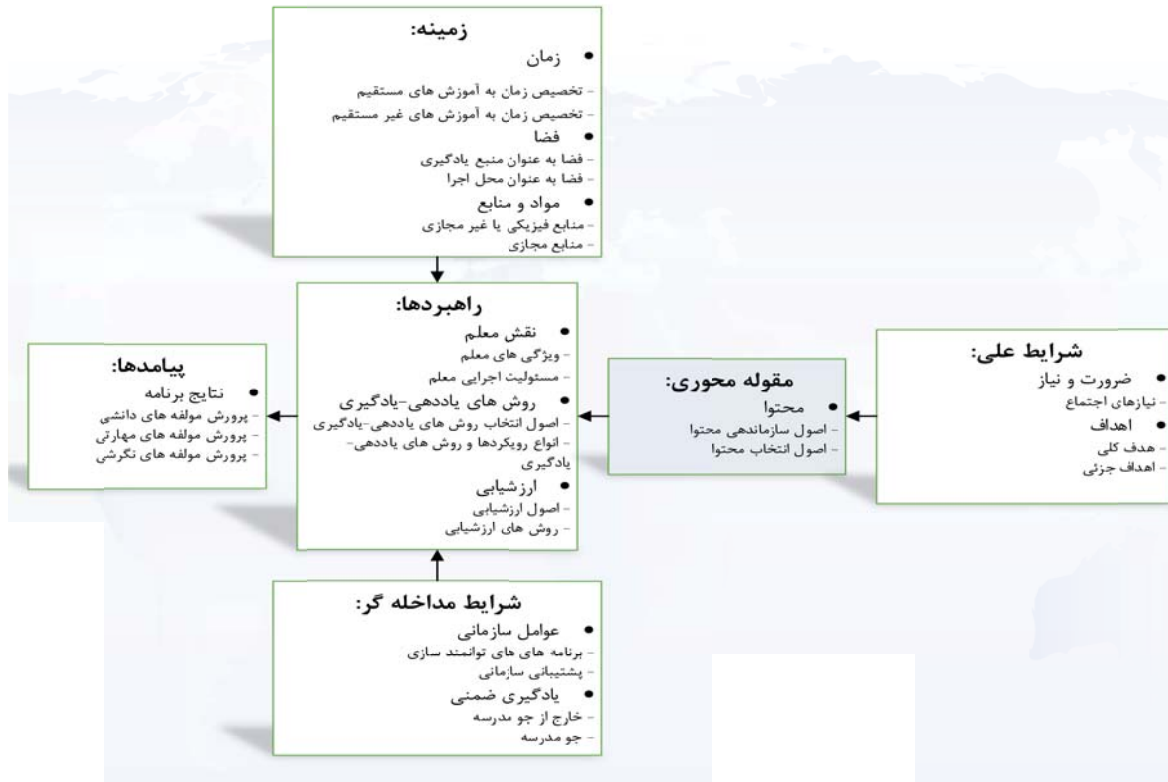 زمینه:
● زمان
- تخصیص زمان به آموزش های مستقیم
- تخصیص زمان به آموزش های غیر مستقیم
● فضا
- فضا به عنوان منبع یادگیری
- فضا به عنوان محل اجرا
● مواد و منابع
- منابع فیزیکی یا غیر مجازی
- منابع مجازی
شرایط علی:
● ضرورت و نیاز
- نیازهای اجتماع
● اهداف
- هدف کلی
- اهداف جزئی
مقوله محوری:
● محتوا
- اصول سازماندهی محتوا
- اصول انتخاب محتوا
راهبردها:
● نقش معلم
- ویژگی های معلم
- مسئولیت اجرایی معلم
● روش های یاددهی-یادگیری
- اصول انتخاب روش های یاددهی-یادگیری
- انواع رویکردها و روش های یاددهی-
یادگیری
● ارزشیابی
- اصول ارزشیابی
- روش های ارزشیابی
پیامدها:
● نتایج برنامه
- پرورش مولفه های دانشی
- پرورش مولفه های مهارتی
- پرورش مولفه های نگرشی
شرایط مداخله گر:
● عوامل سازمانی
- برنامه های های توانمند سازی
- پشتیبانی سازمانی
● یادگیری ضمنی
- خارج از جو مدرسه
- جو مدرسه